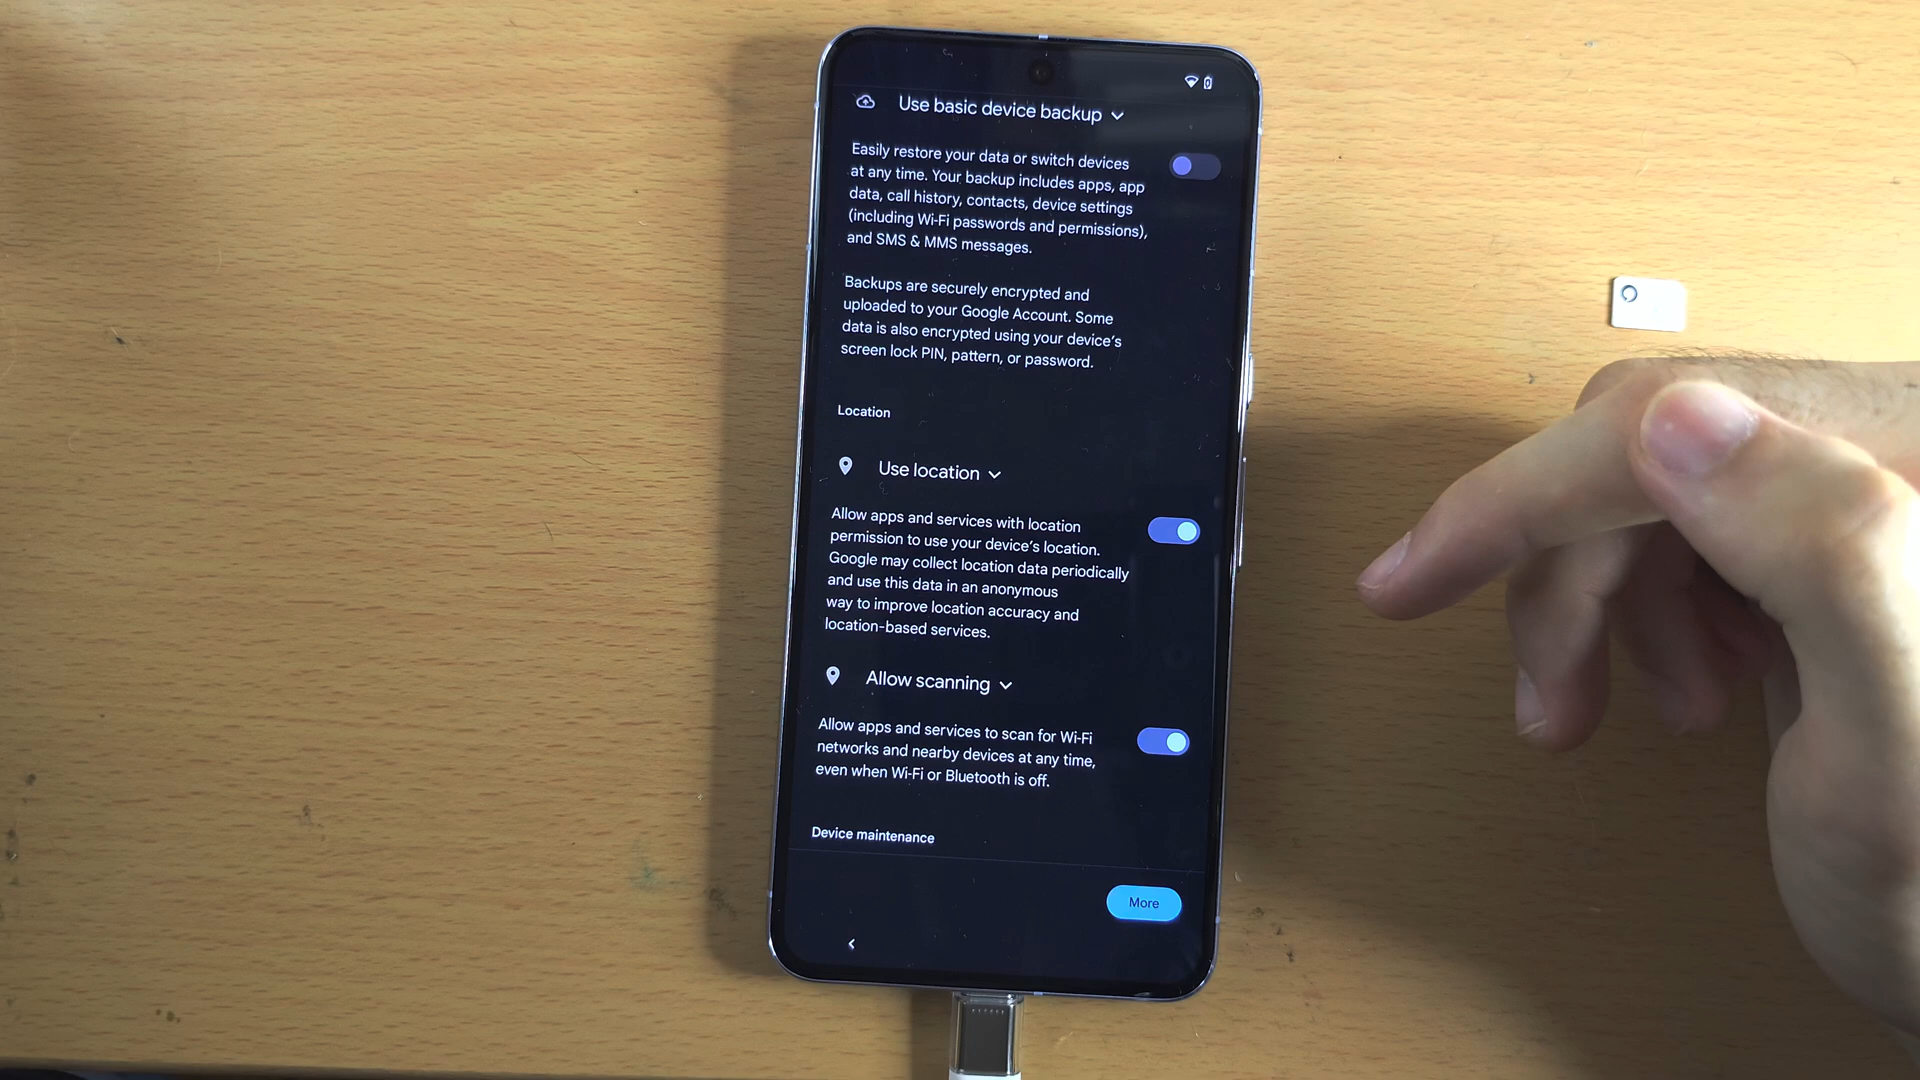 Use basic device backup
Easily restore your data or switch devices
at any time. Your backup includes apps, app
data, call history, contacts, device settings
(including Wi-Fi passwords and permissions),
and SMS & MMS messages.
Backups are securely encrypted and
uploaded to your Google Account. Some
data is also encrypted using your device's
screen lock PIN, pattern, or password.
Location
Use location
Allow apps and services with location
permission to use your device's location.
Google may collect location data periodically
and use this data in an anonymous
way to improve location accuracy and
location-based services.
Allow scanning
Allow apps and services to scan for Wi-Fi
networks and nearby devices at any time,
even when Wi-Fi or Bluetooth is off.
Device maintenance
More